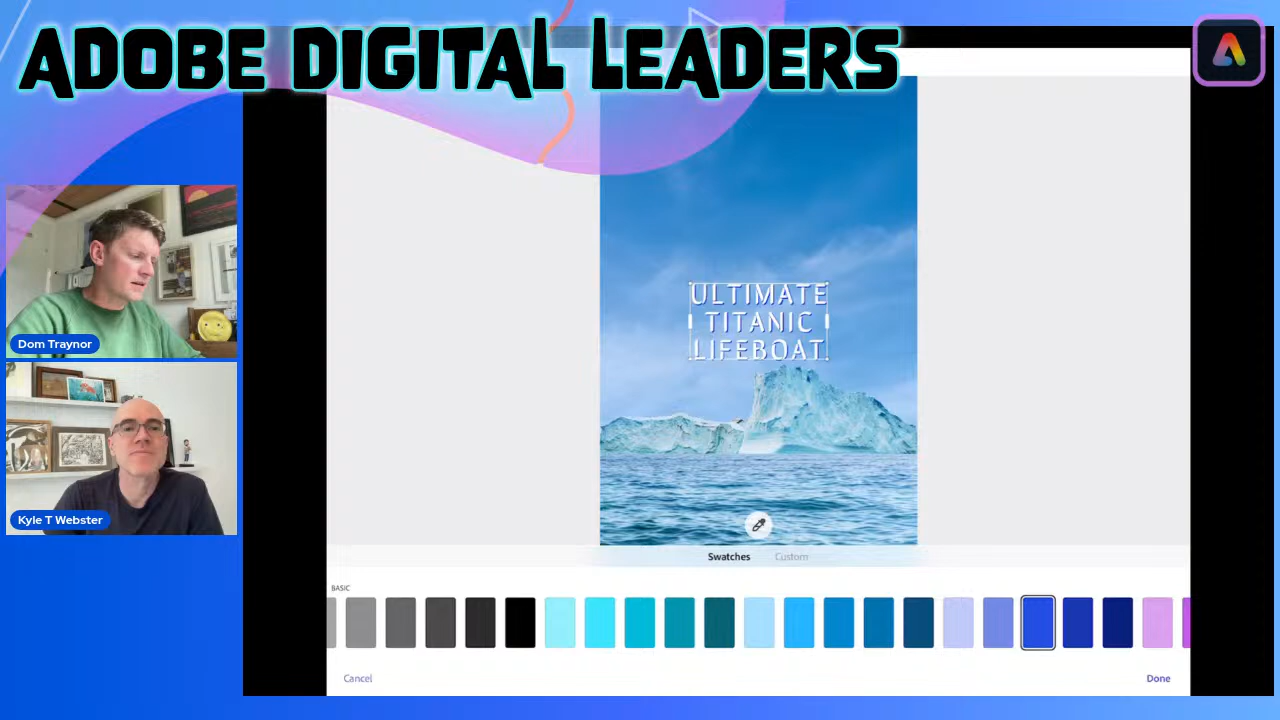 ADOBE DIGITAL LEADERS
Dom Traynor
Kyle T Webster
ULTIMATE
TITANIC
LIFEBOAT
Swatches
Custom
BASIC
Cancel
Done